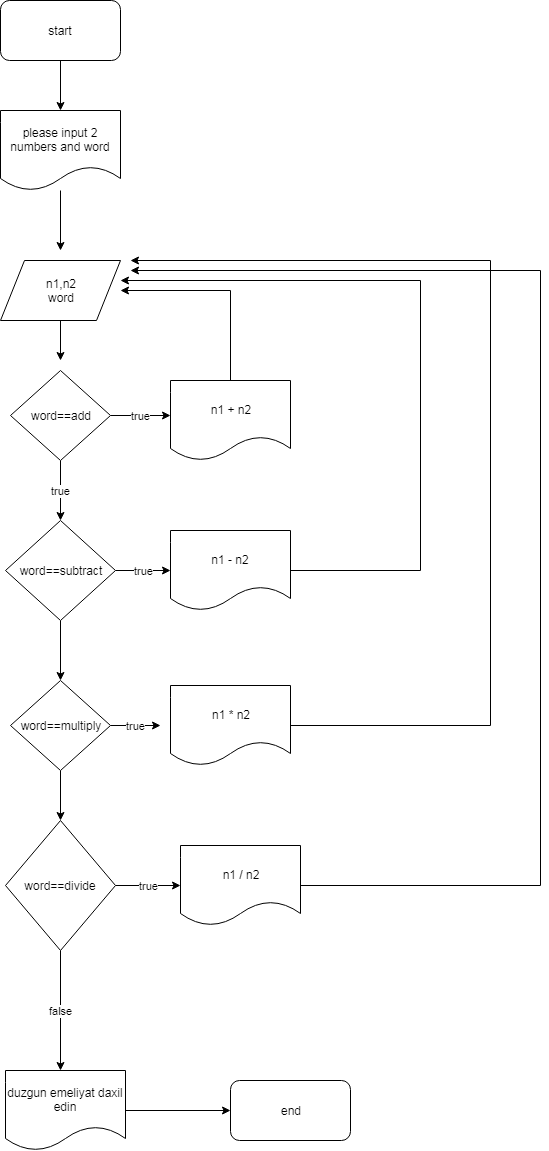 start
please input 2
numbers and word
n1,n2
word
word==add
true
n1 + n2
true
word==subtract
true
n1 - n2
word==multiply
true
n1 * n2
word==divide
true
n1 / n2
false
duzgun emeliyat daxil
edin
end